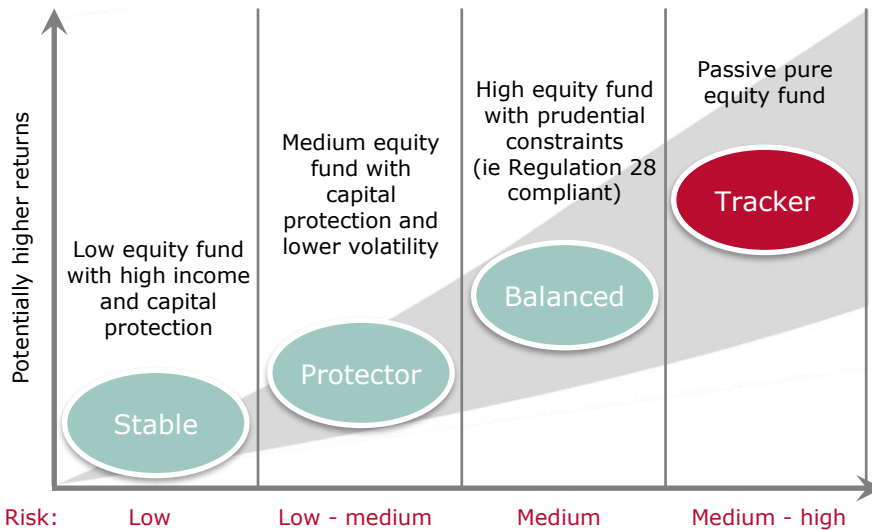 Potentially higher returns
Low equity fund
with high income
and capital
protection
Stable
Medium equity
fund with
capital
protection and
lower volatility
Protector
High equity fund
with prudential
constraints
(ie Regulation 28
compliant)
Balanced
Passive pure
equity fund
Tracker
Risk: Low Low - medium Medium Medium - high